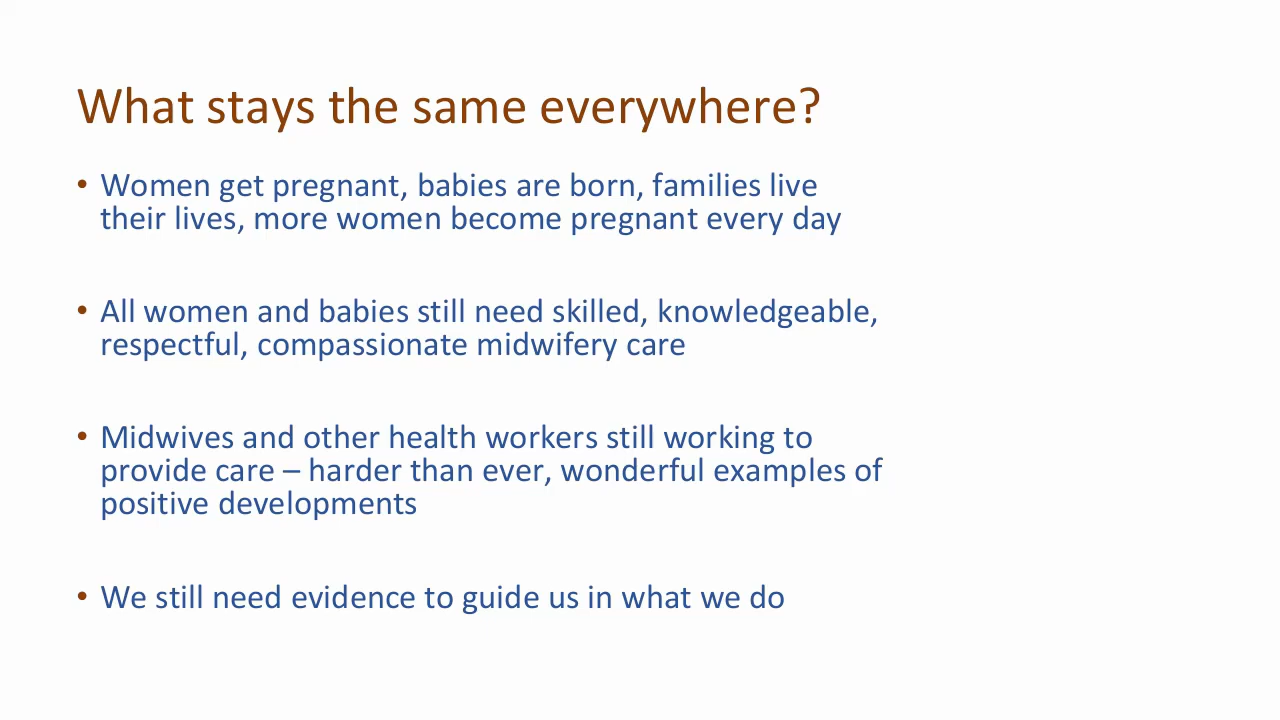 What stays the same everywhere?
• Women get pregnant, babies are born, families live
their lives, more women become pregnant every day
• All women and babies still need skilled, knowledgeable,
respectful, compassionate midwifery care
• Midwives and other health workers still working to
provide care – harder than ever, wonderful examples of
positive developments
• We still need evidence to guide us in what we do